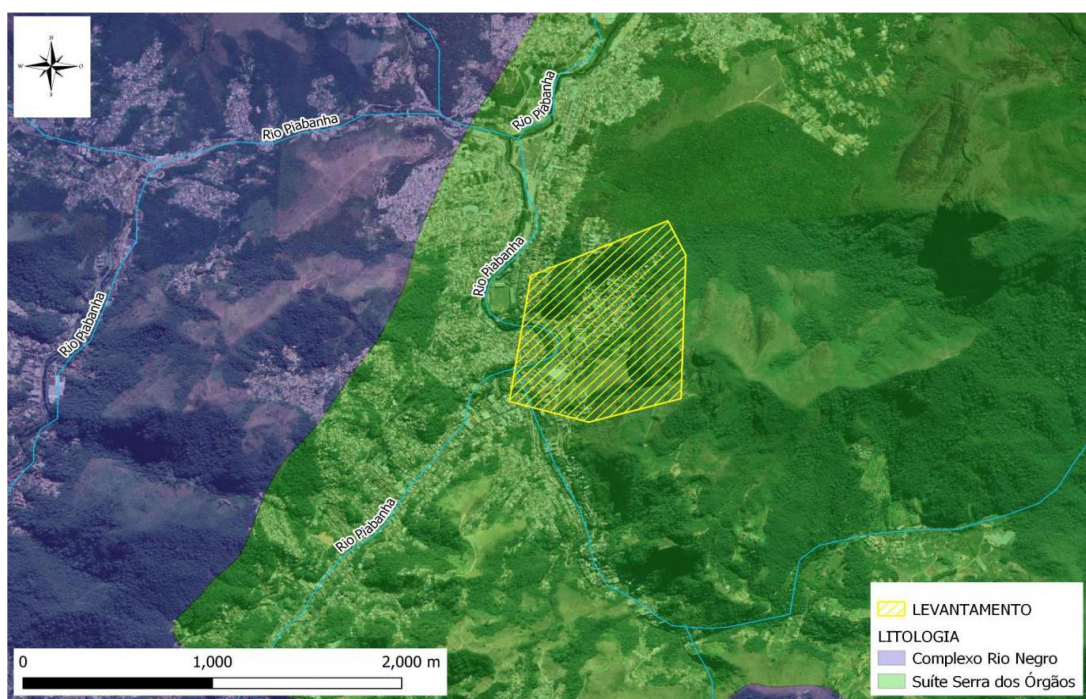 N
W
O
S
Rio Piabanha
Rio Piabanha
Rio Piabanha
Rio Piabanha
Rio Piabanha
LEVANTAMENTO
LITOLOGIA
Complexo Rio Negro
Suíte Serra dos Órgãos
0 1,000 2,000 m